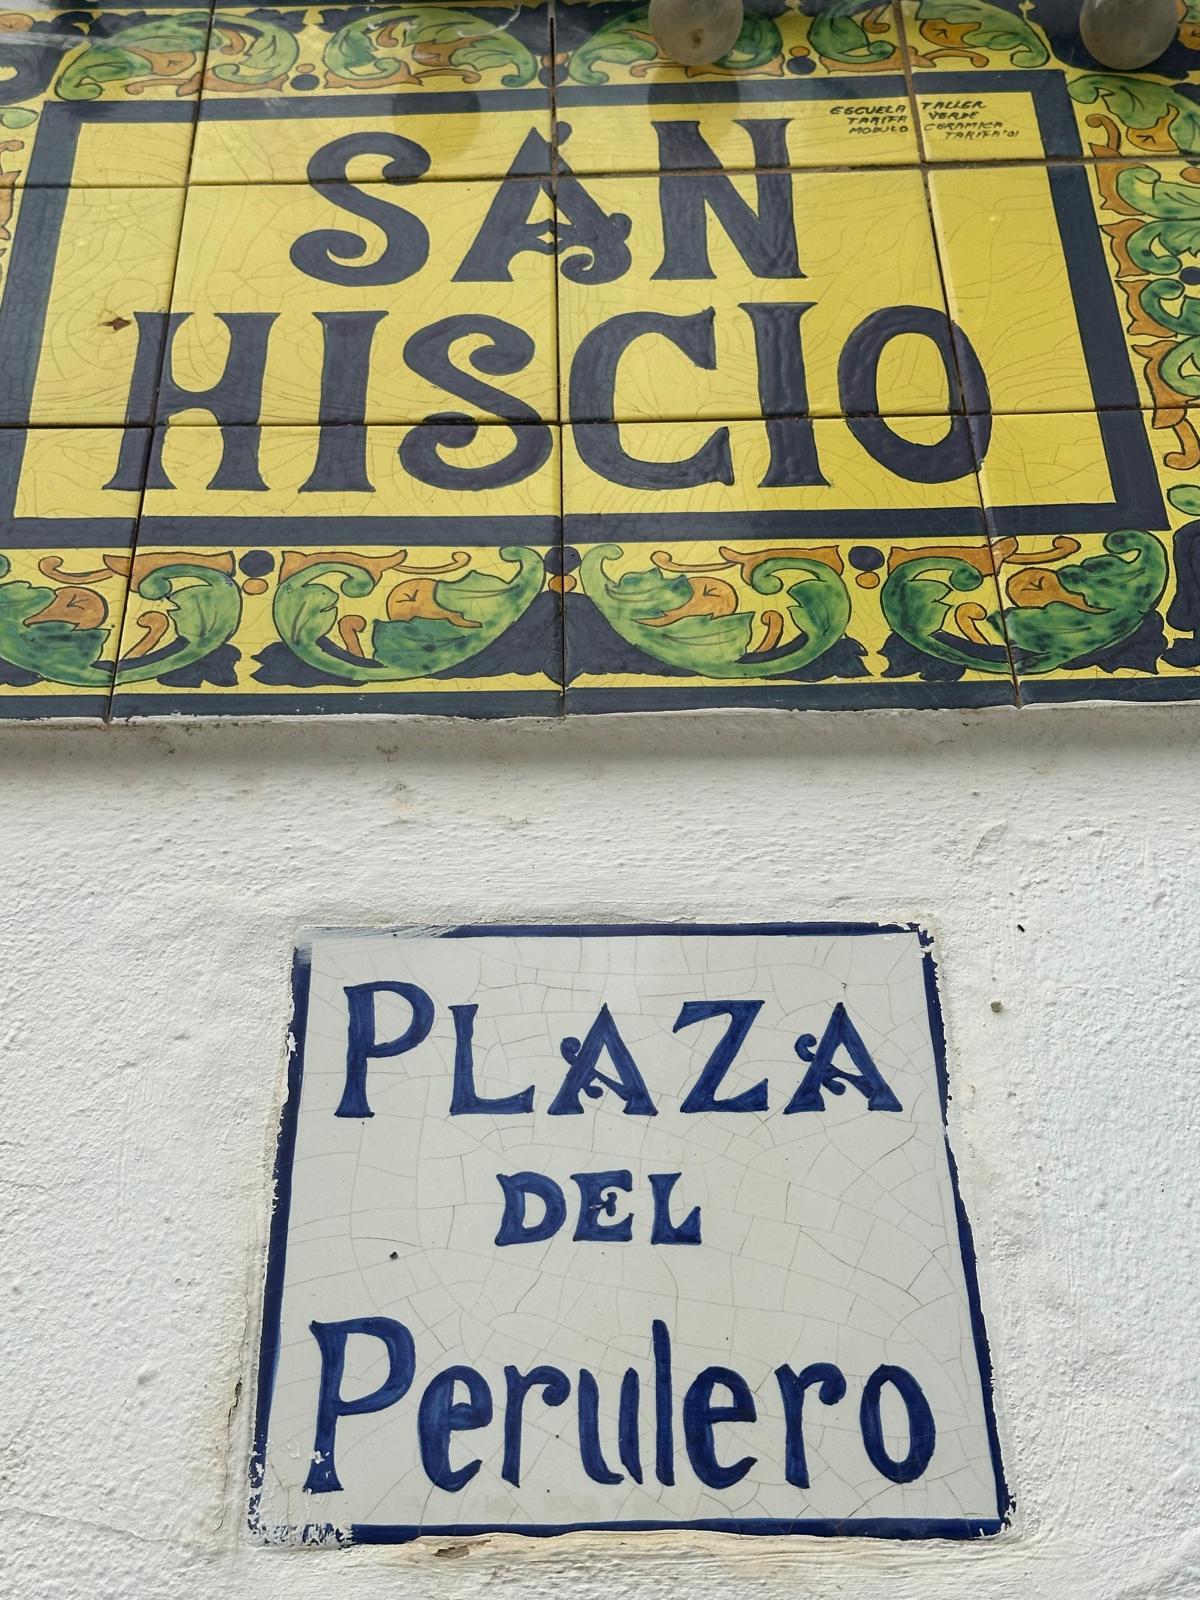 ESCUELA TALLER
TARIFA VERDE
MODULO CERAMICA
TARIFA '01
SAN
HISCIO
PLAZA
DEL
Perulero